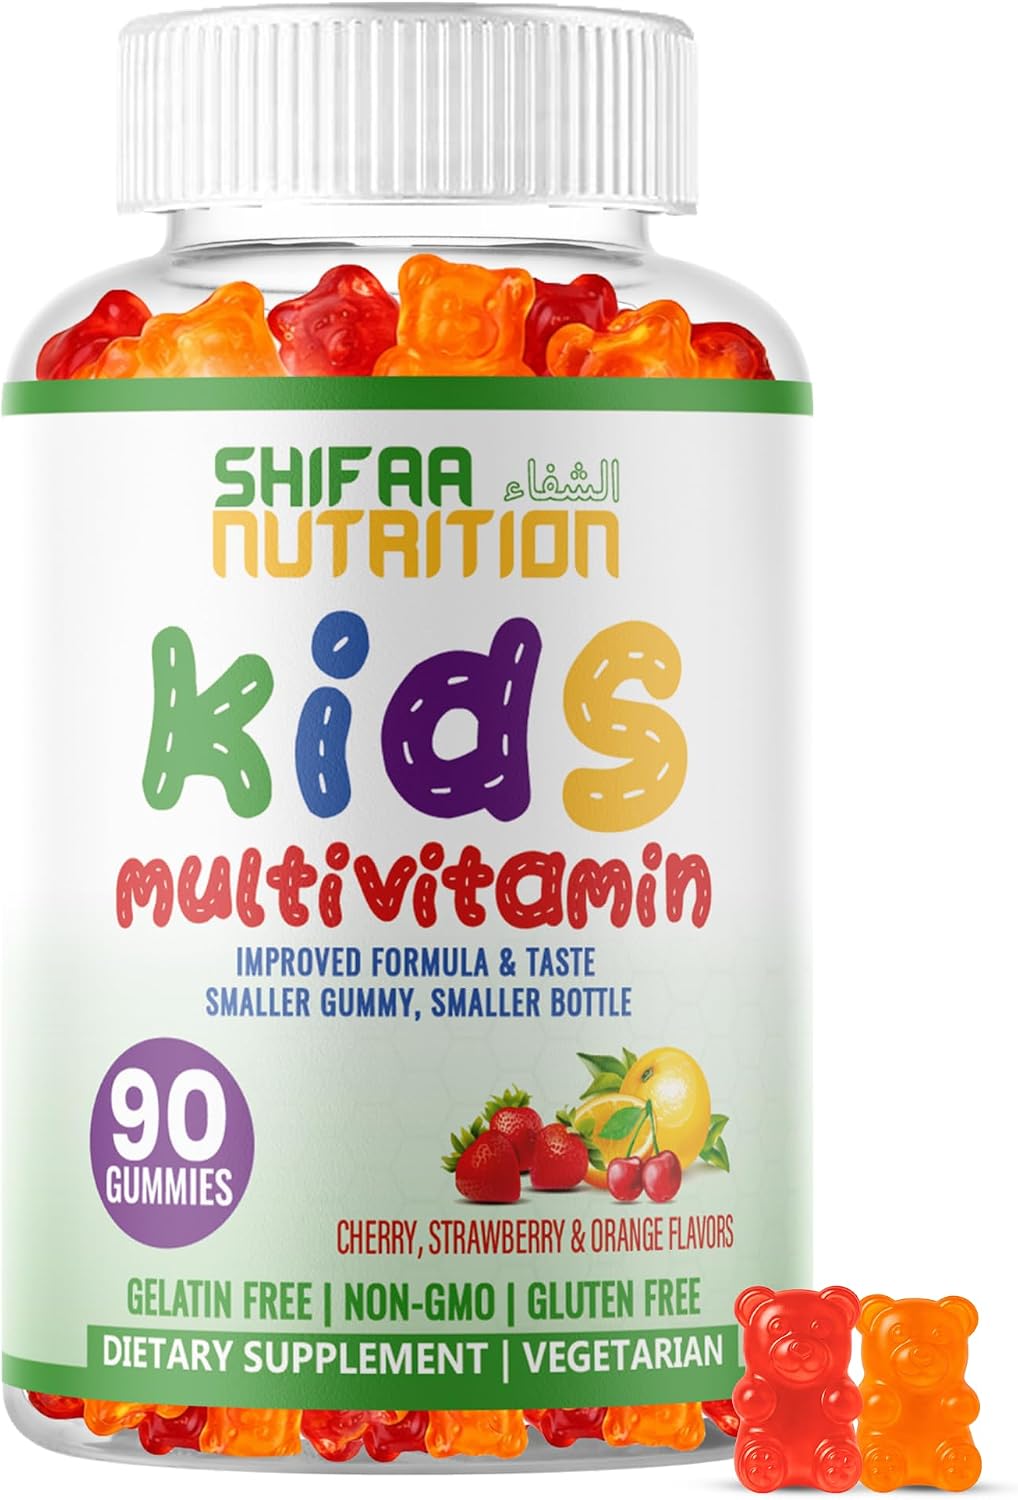 SHIFAA الشفاء
NUTRITION
kids
multivitamin
IMPROVED FORMULA & TASTE
SMALLER GUMMY, SMALLER BOTTLE
90
GUMMIES
CHERRY, STRAWBERRY & ORANGE FLAVORS
GELATIN FREE | NON-GMO | GLUTEN FREE
DIETARY SUPPLEMENT | VEGETARIAN